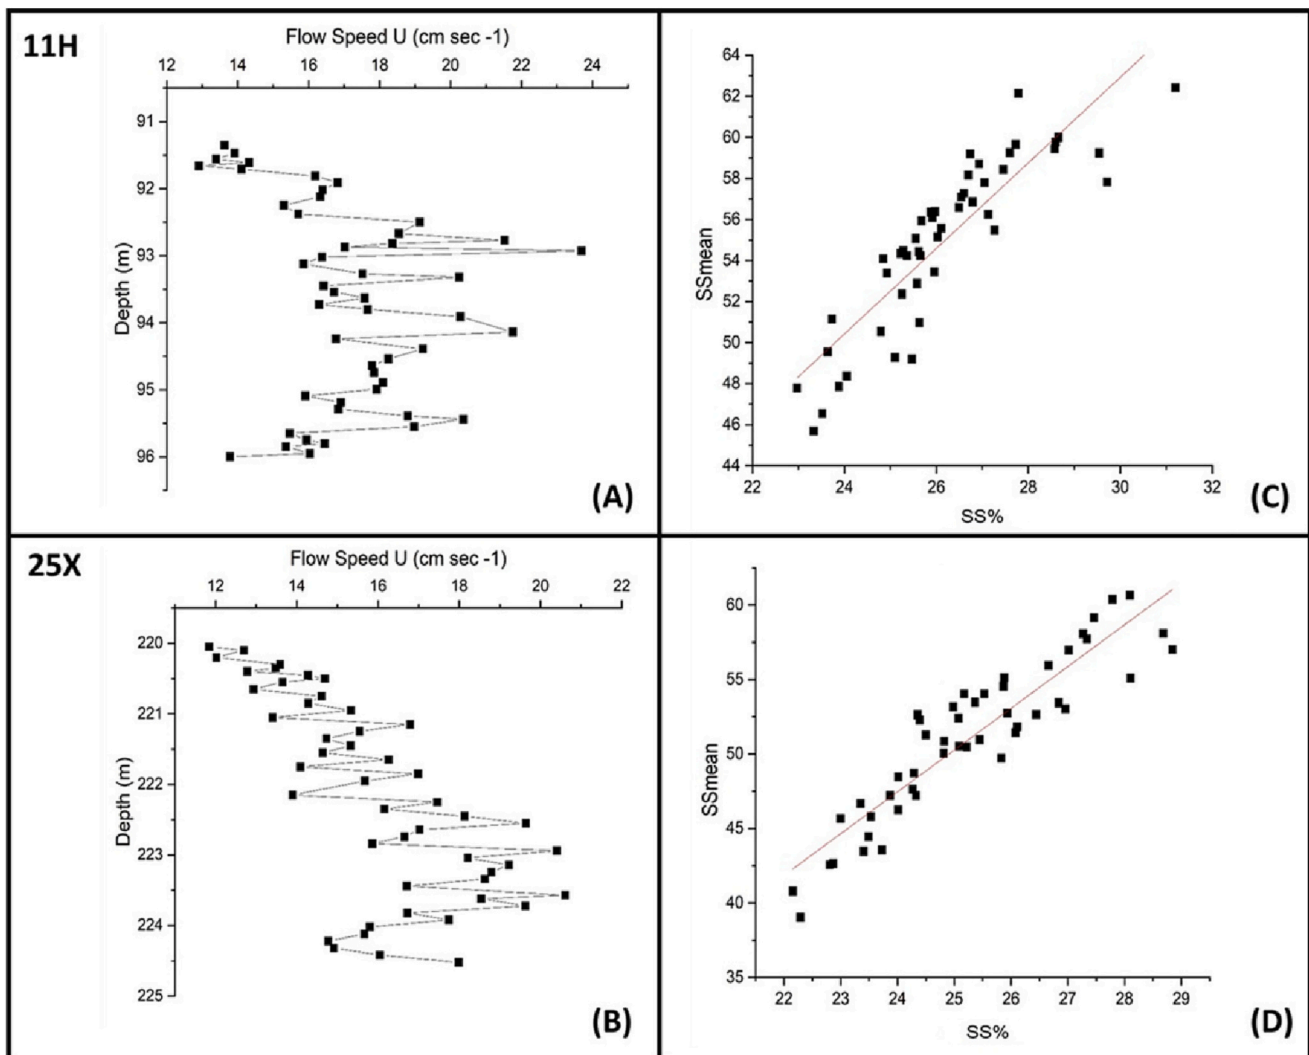 11H
Flow Speed U (cm sec -1)
12 14 16 18 20 22 24
Depth (m)
91
92
93
94
95
96
(A)
SSmean
64
62
60
58
56
54
52
50
48
46
44
22 24 26 28 30 32
SS%
(C)
25X
Flow Speed U (cm sec -1)
12 14 16 18 20 22
Depth (m)
220
221
222
223
224
225
(B)
SSmean
60
55
50
45
40
35
22 23 24 25 26 27 28 29
SS%
(D)